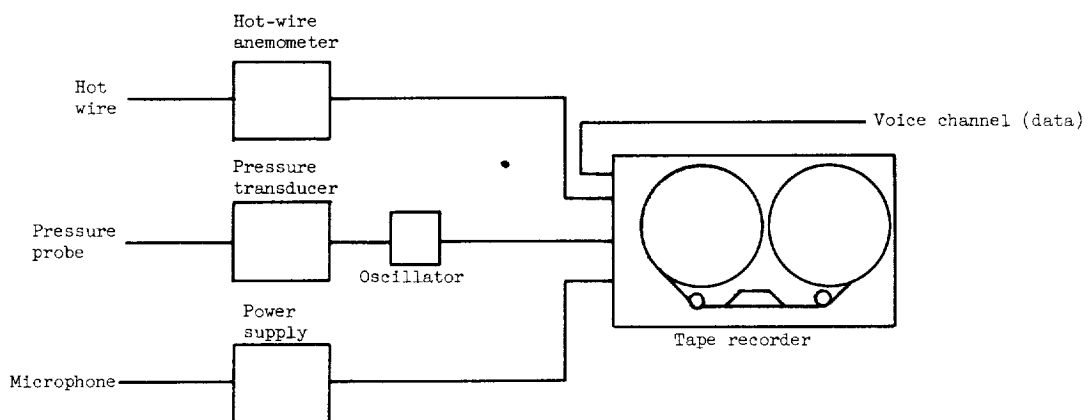 Hot-wire
anemometer
Hot
wire
Voice channel (data)
Pressure
transducer
Pressure
probe
Oscillator
Power
supply
Tape recorder
Microphone